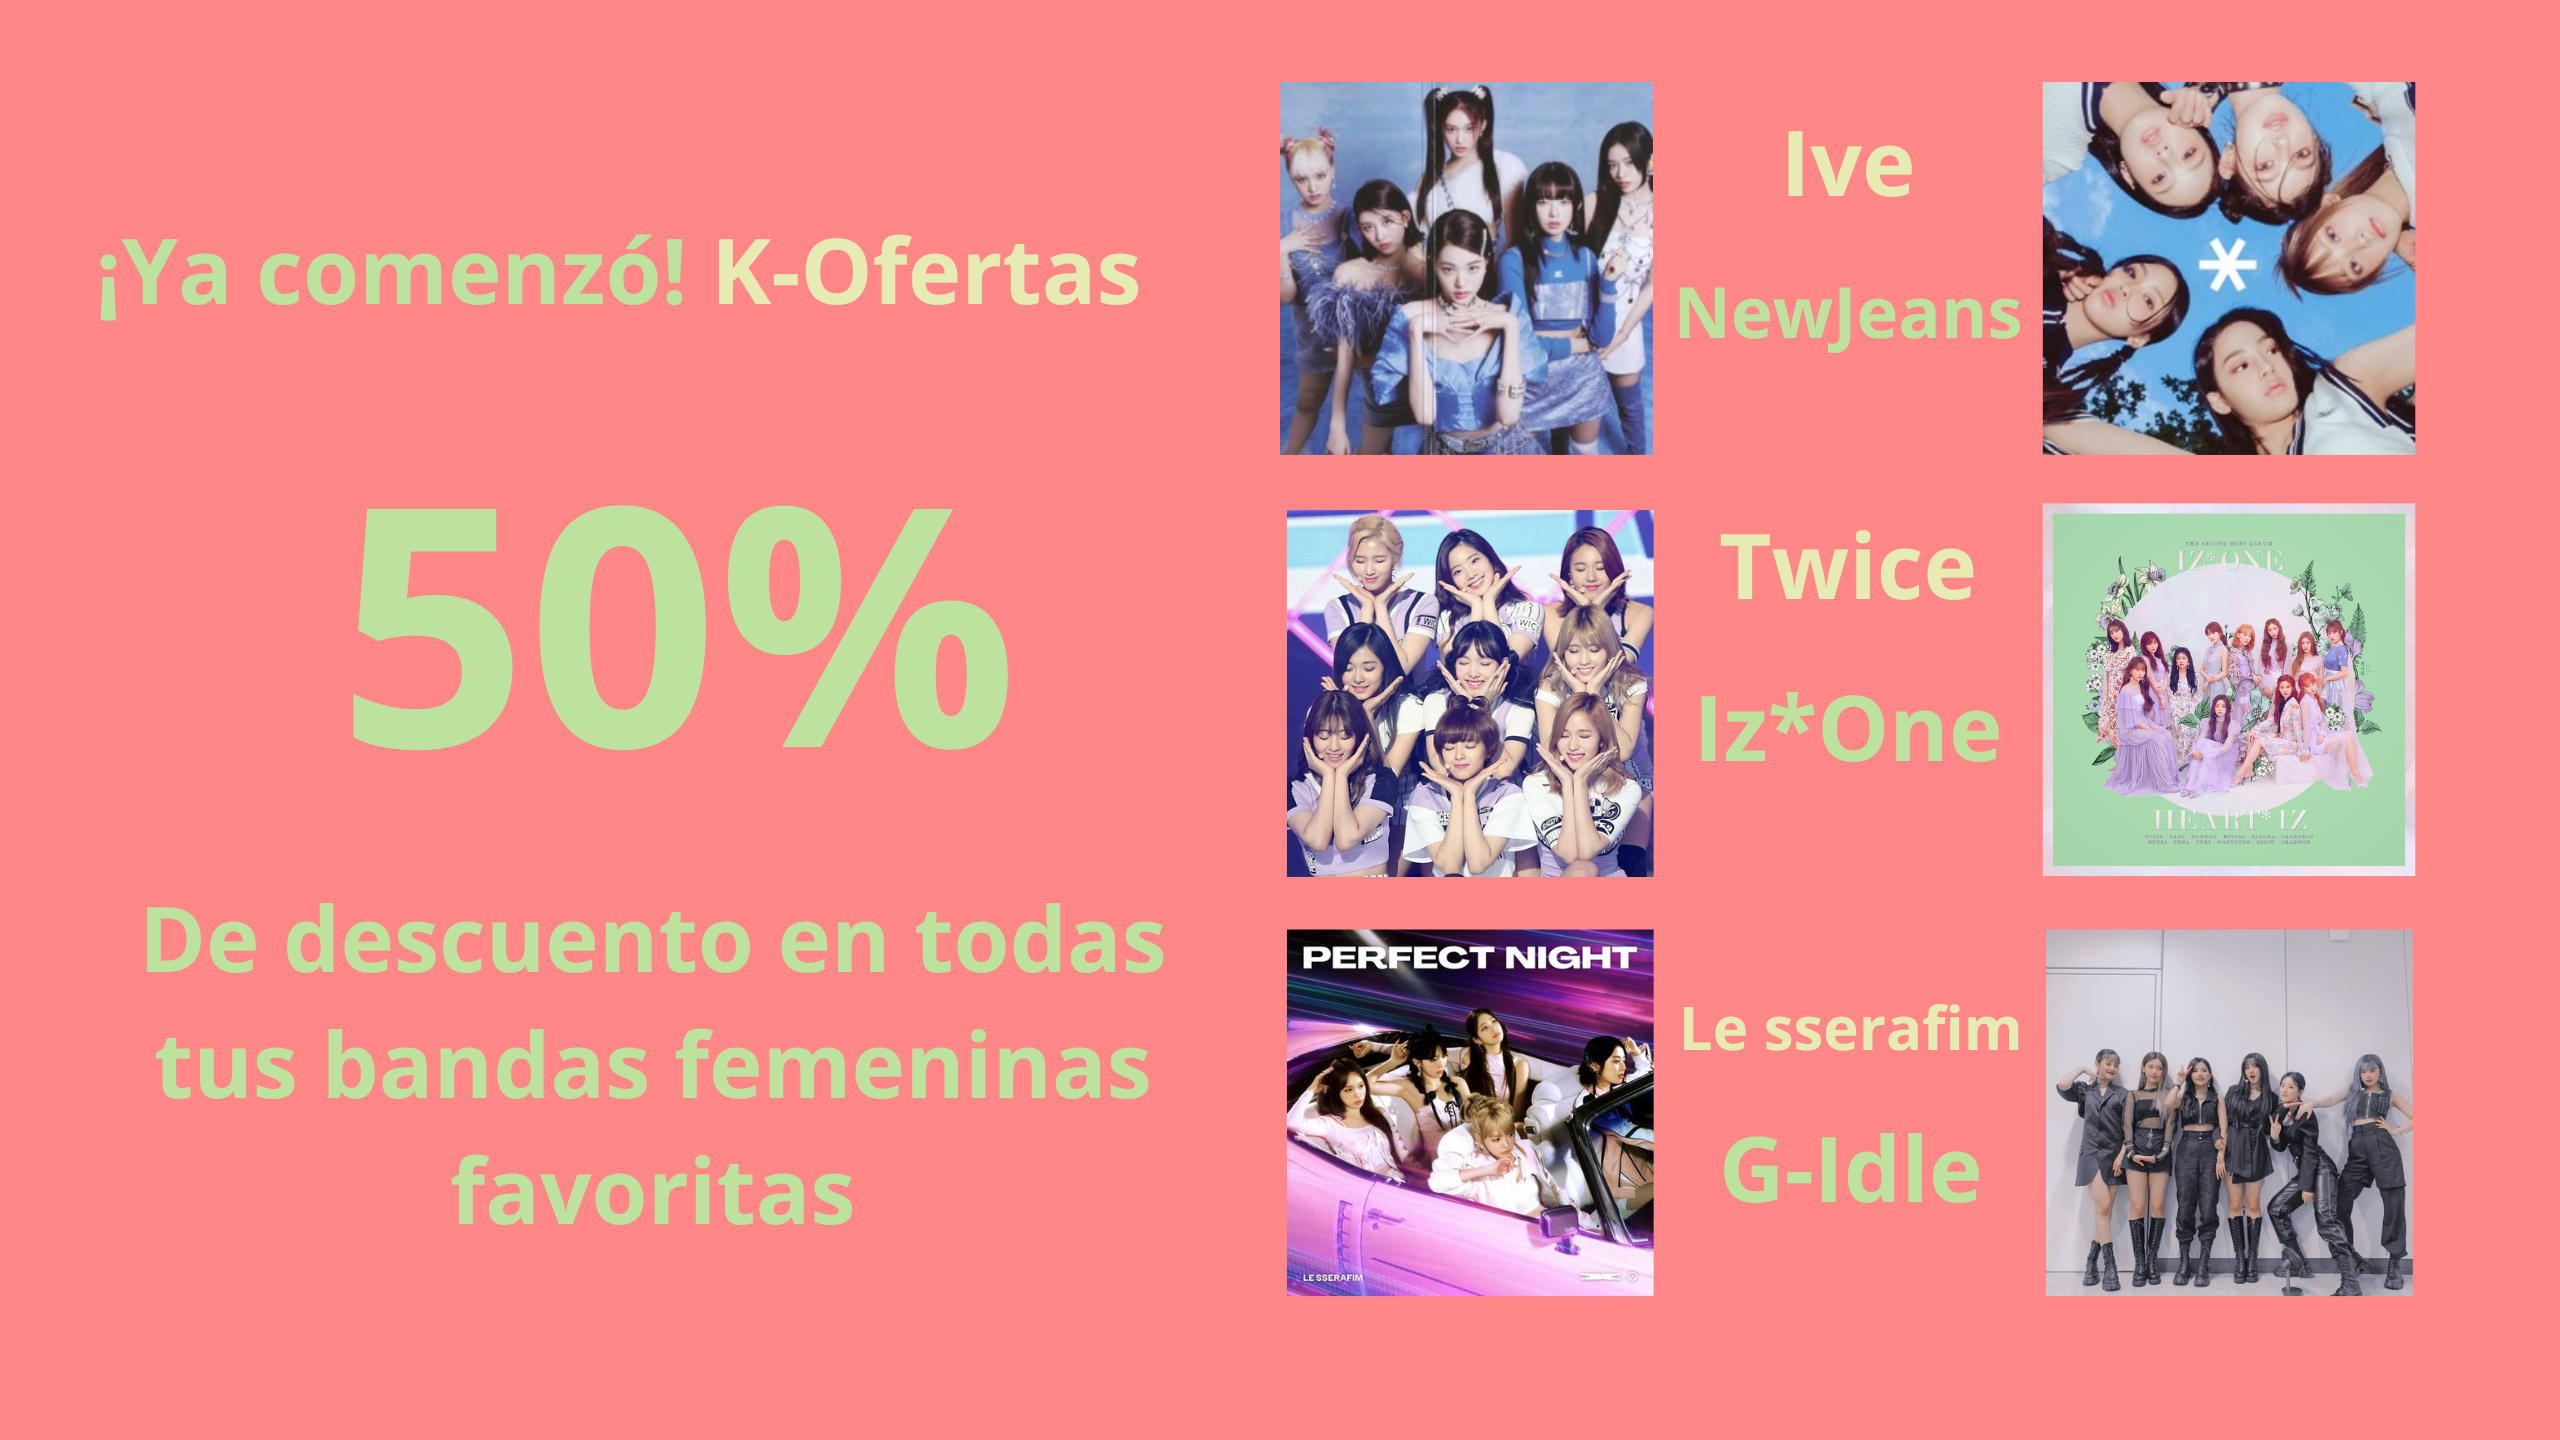 ¡Ya comenzó! K-Ofertas
50%
De descuento en todas
tus bandas femeninas
favoritas
Ive
NewJeans
Twice
Iz*One
THE SECOND MINI ALBUM
IZ*ONE
HEART*IZ
PERFECT NIGHT
LE SSERAFIM
Le sserafim
G-Idle